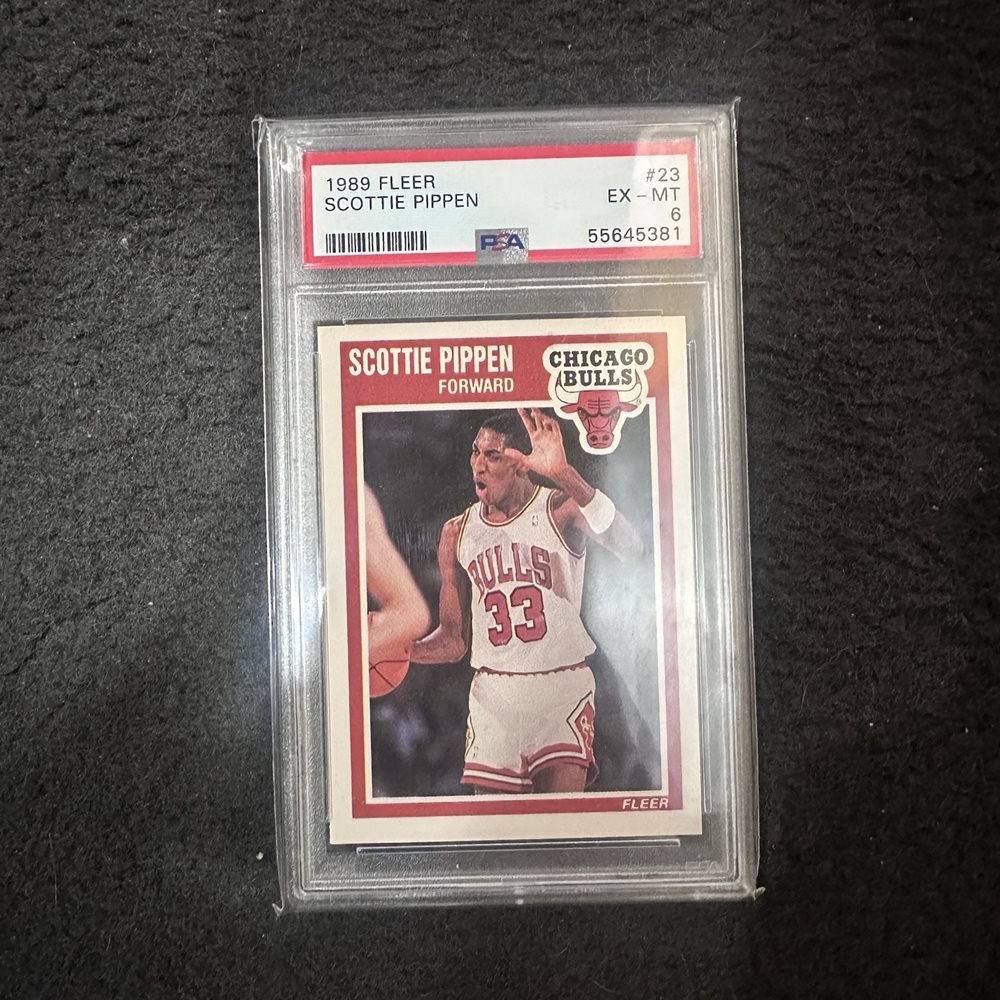 1989 FLEER
SCOTTIE PIPPEN
#23
EX - MT
6
55645381
PSA
SCOTTIE PIPPEN
FORWARD
CHICAGO
BULLS
BULLS
33
FLEER